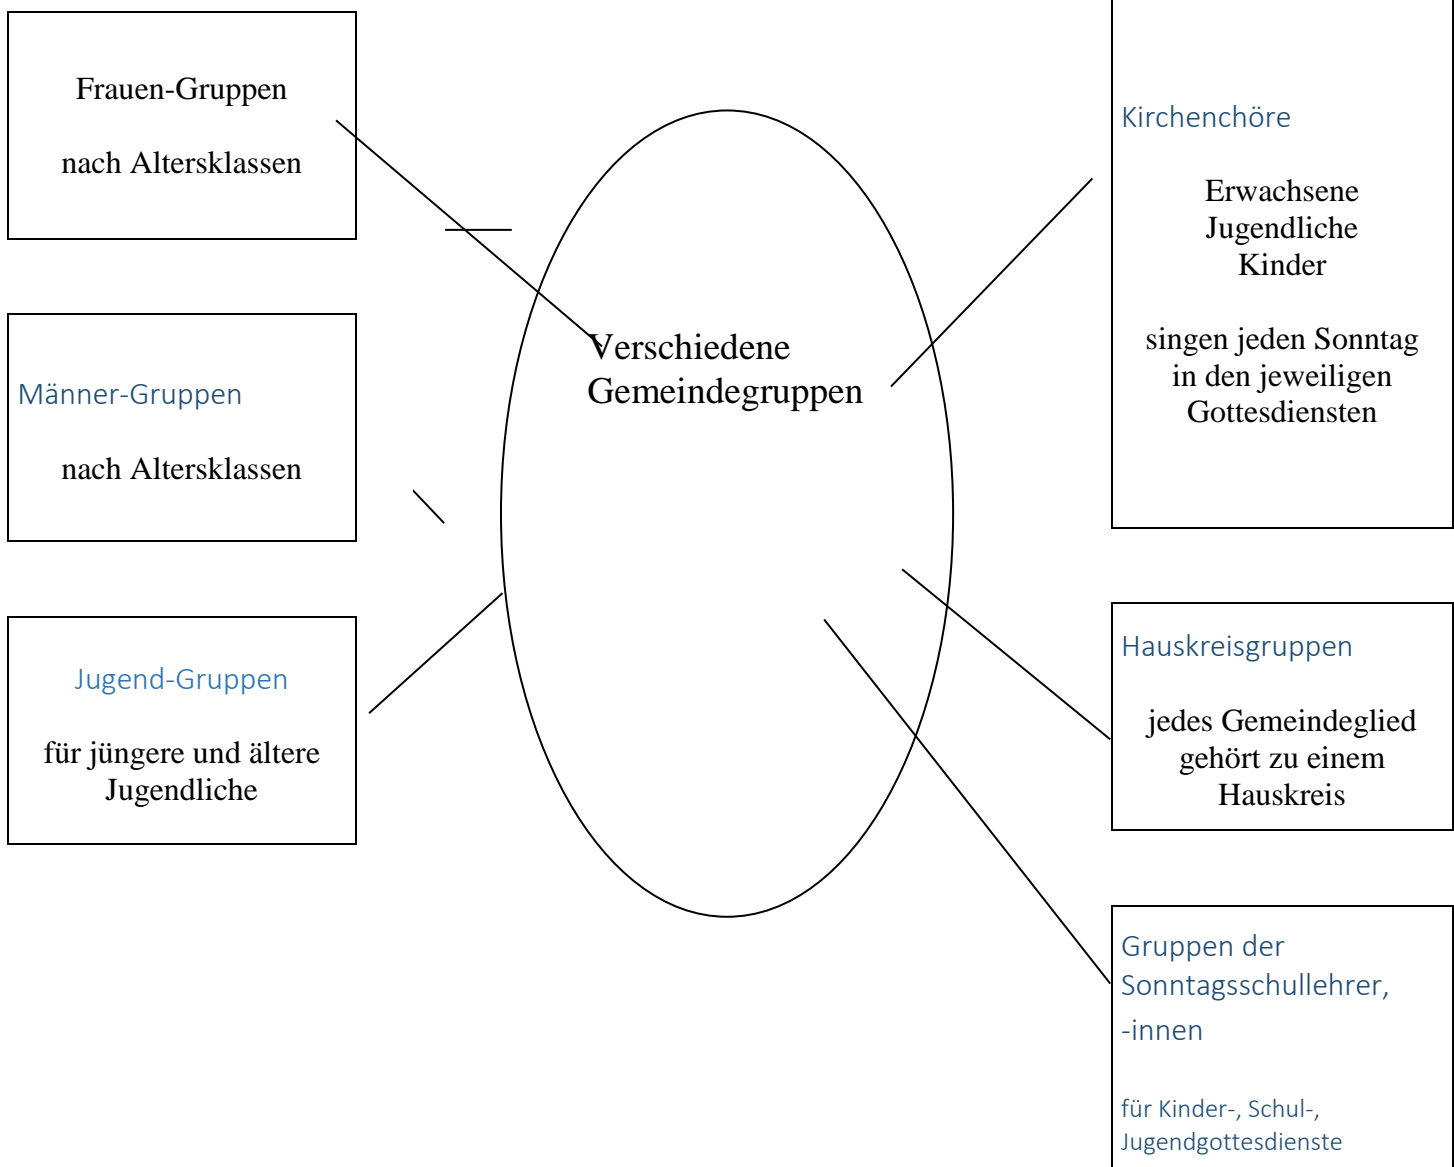 Frauen-Gruppen
nach Altersklassen
Männer-Gruppen
nach Altersklassen
Jugend-Gruppen
für jüngere und ältere
Jugendliche
Verschiedene
Gemeindegruppen
Kirchenchöre
Erwachsene
Jugendliche
Kinder
singen jeden Sonntag
in den jeweiligen
Gottesdiensten
Hauskreisgruppen
jedes Gemeindeglied
gehört zu einem
Hauskreis
Gruppen der
Sonntagsschullehrer,
-innen
für Kinder-, Schul-,
Jugendgottesdienste